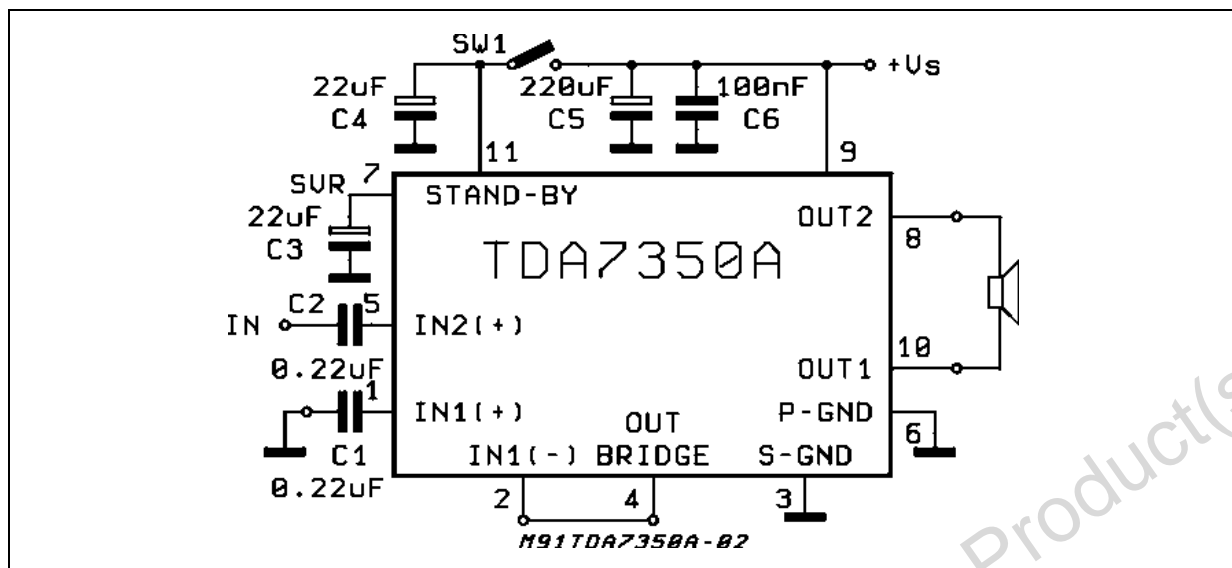 SW1
+Vs
22uF
C4
220uF
C5
100nF
C6
11
9
SVR
7
STAND-BY
22uF
C3
OUT2
8
TDA7350A
IN
C2
5
IN2(+)
0.22uF
10
OUT1
1
IN1(+)
P-GND
6
C1
0.22uF
OUT
BRIDGE
IN1(-)
S-GND
2
4
3
M91TDA7350A-02
Product(s